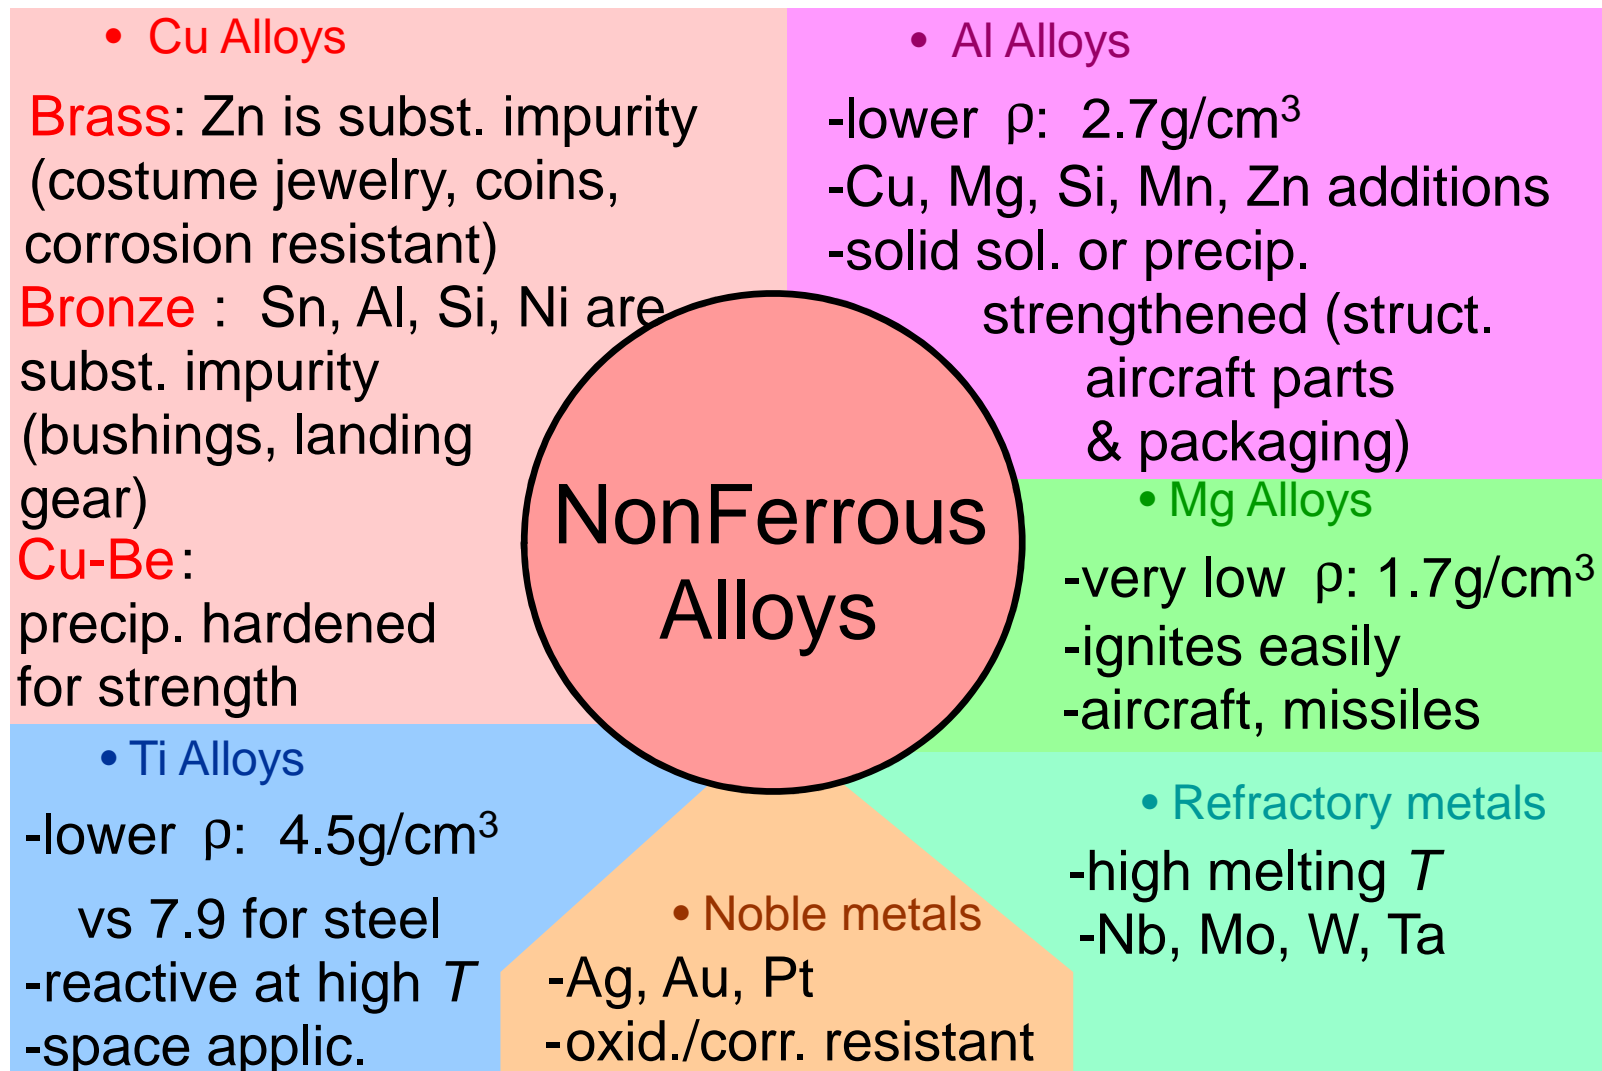 • Cu Alloys
Brass: Zn is subst. impurity
(costume jewelry, coins,
corrosion resistant)
Bronze : Sn, Al, Si, Ni are
subst. impurity
(bushings, landing
gear)
Cu-Be:
precip. hardened
for strength
• Al Alloys
-lower ρ: 2.7g/cm³
-Cu, Mg, Si, Mn, Zn additions
-solid sol. or precip.
strengthened (struct.
aircraft parts
& packaging)
NonFerrous
Alloys
• Mg Alloys
-very low ρ: 1.7g/cm³
-ignites easily
-aircraft, missiles
• Ti Alloys
-lower ρ: 4.5g/cm³
vs 7.9 for steel
-reactive at high T
-space applic.
• Noble metals
-Ag, Au, Pt
-oxid./corr. resistant
• Refractory metals
-high melting T
-Nb, Mo, W, Ta